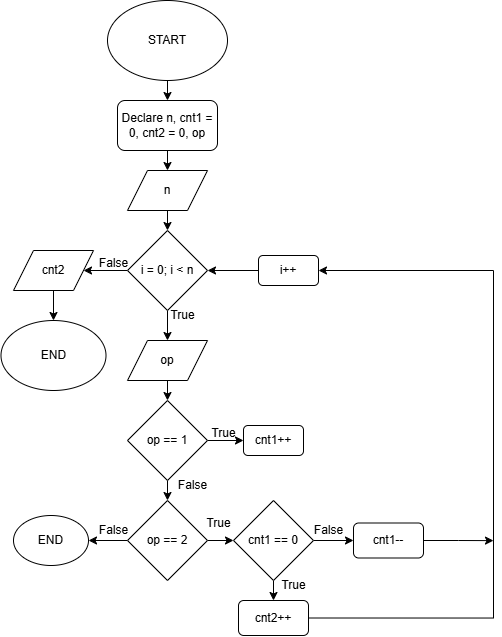 START
Declare n, cnt1 =
0, cnt2 = 0, op
n
cnt2
False
i = 0; i < n
i++
True
END
op
op == 1
True
cnt1++
False
END
False
op == 2
True
cnt1 == 0
False
cnt1--
True
cnt2++